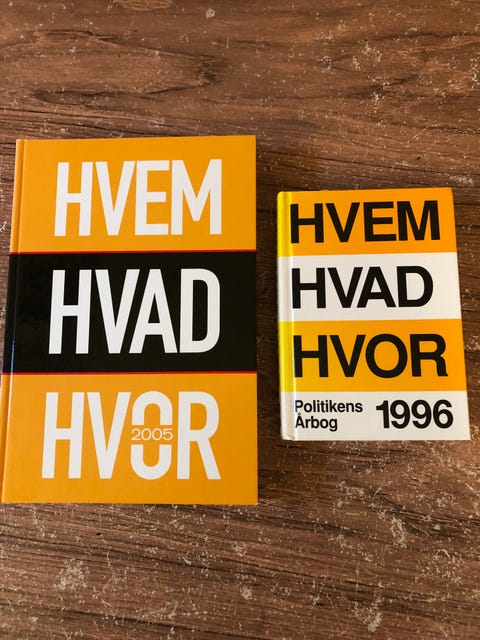 HVEM
HVAD
HVOR
2005
HVEM
HVAD
HVOR
Politikens
Årbog
1996